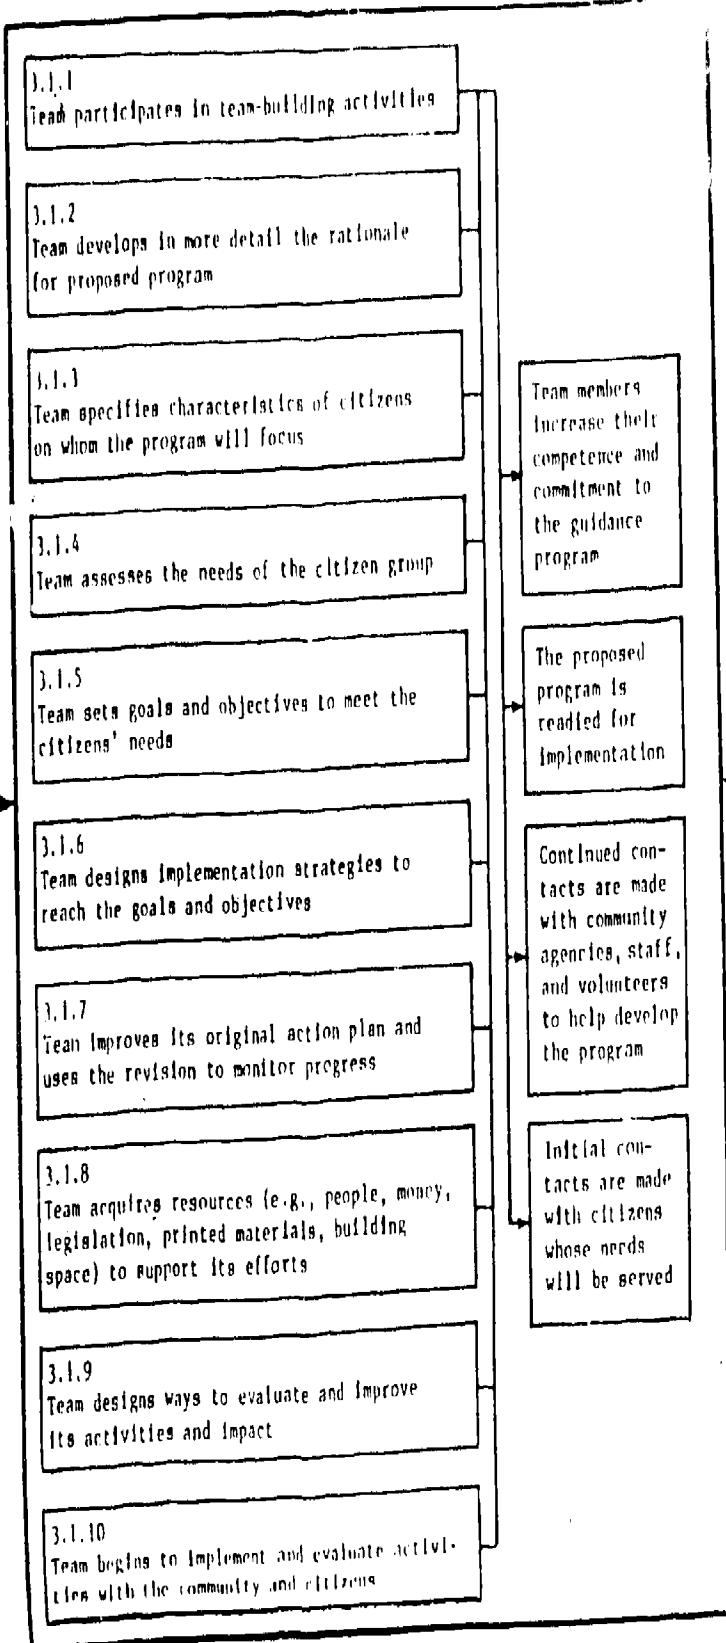 3.1.1
Team participates in team-building activities
3.1.2
Team develops in more detail the rationale
for proposed program
3.1.3
Team specifies characteristics of citizens
on whom the program will focus
3.1.4
Team assesses the needs of the citizen group
3.1.5
Team sets goals and objectives to meet the
citizens' needs
3.1.6
Team designs implementation strategies to
reach the goals and objectives
3.1.7
Team improves its original action plan and
uses the revision to monitor progress
3.1.8
Team acquires resources (e.g., people, money,
legislation, printed materials, building
space) to support its efforts
3.1.9
Team designs ways to evaluate and improve
its activities and impact
3.1.10
Team begins to implement and evaluate activi-
ties with the community and citizens
Team members
increase their
competence and
commitment to
the guidance
program
The proposed
program is
readied for
implementation
Continued con-
tacts are made
with community
agencies, staff,
and volunteers
to help develop
the program
Initial con-
tacts are made
with citizens
whose needs
will be served